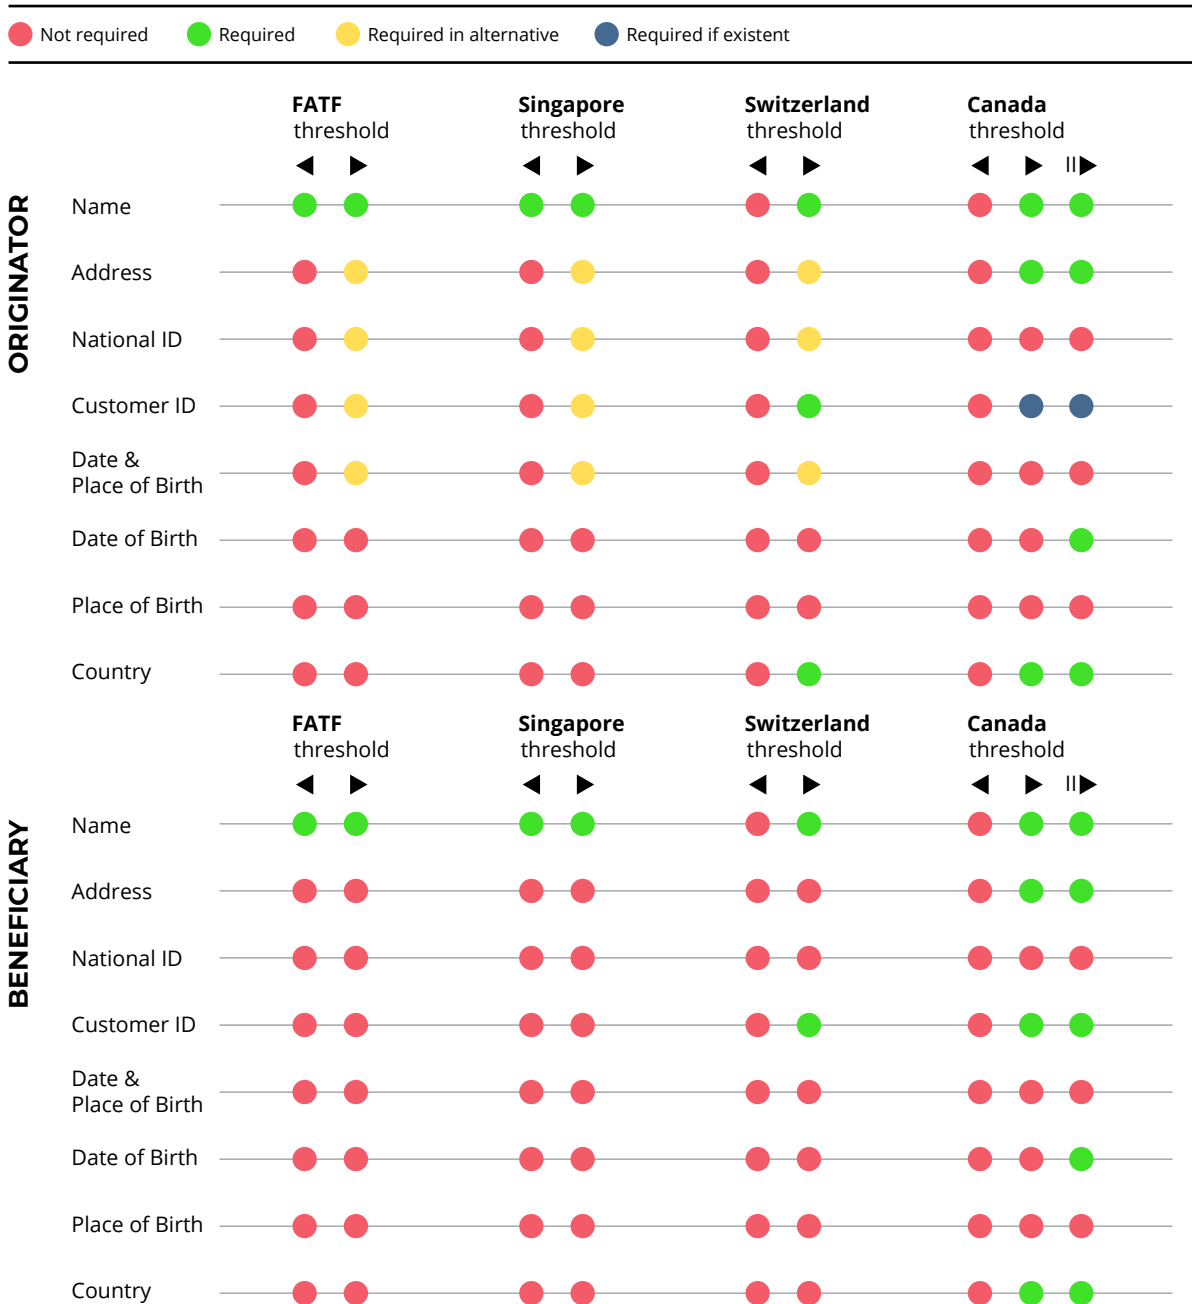 Not required Required Required in alternative Required if existent
FATF Singapore Switzerland Canada
threshold threshold threshold threshold
ORIGINATOR
Name
Address
National ID
Customer ID
Date &
Place of Birth
Date of Birth
Place of Birth
Country
FATF Singapore Switzerland Canada
threshold threshold threshold threshold
BENEFICIARY
Name
Address
National ID
Customer ID
Date &
Place of Birth
Date of Birth
Place of Birth
Country